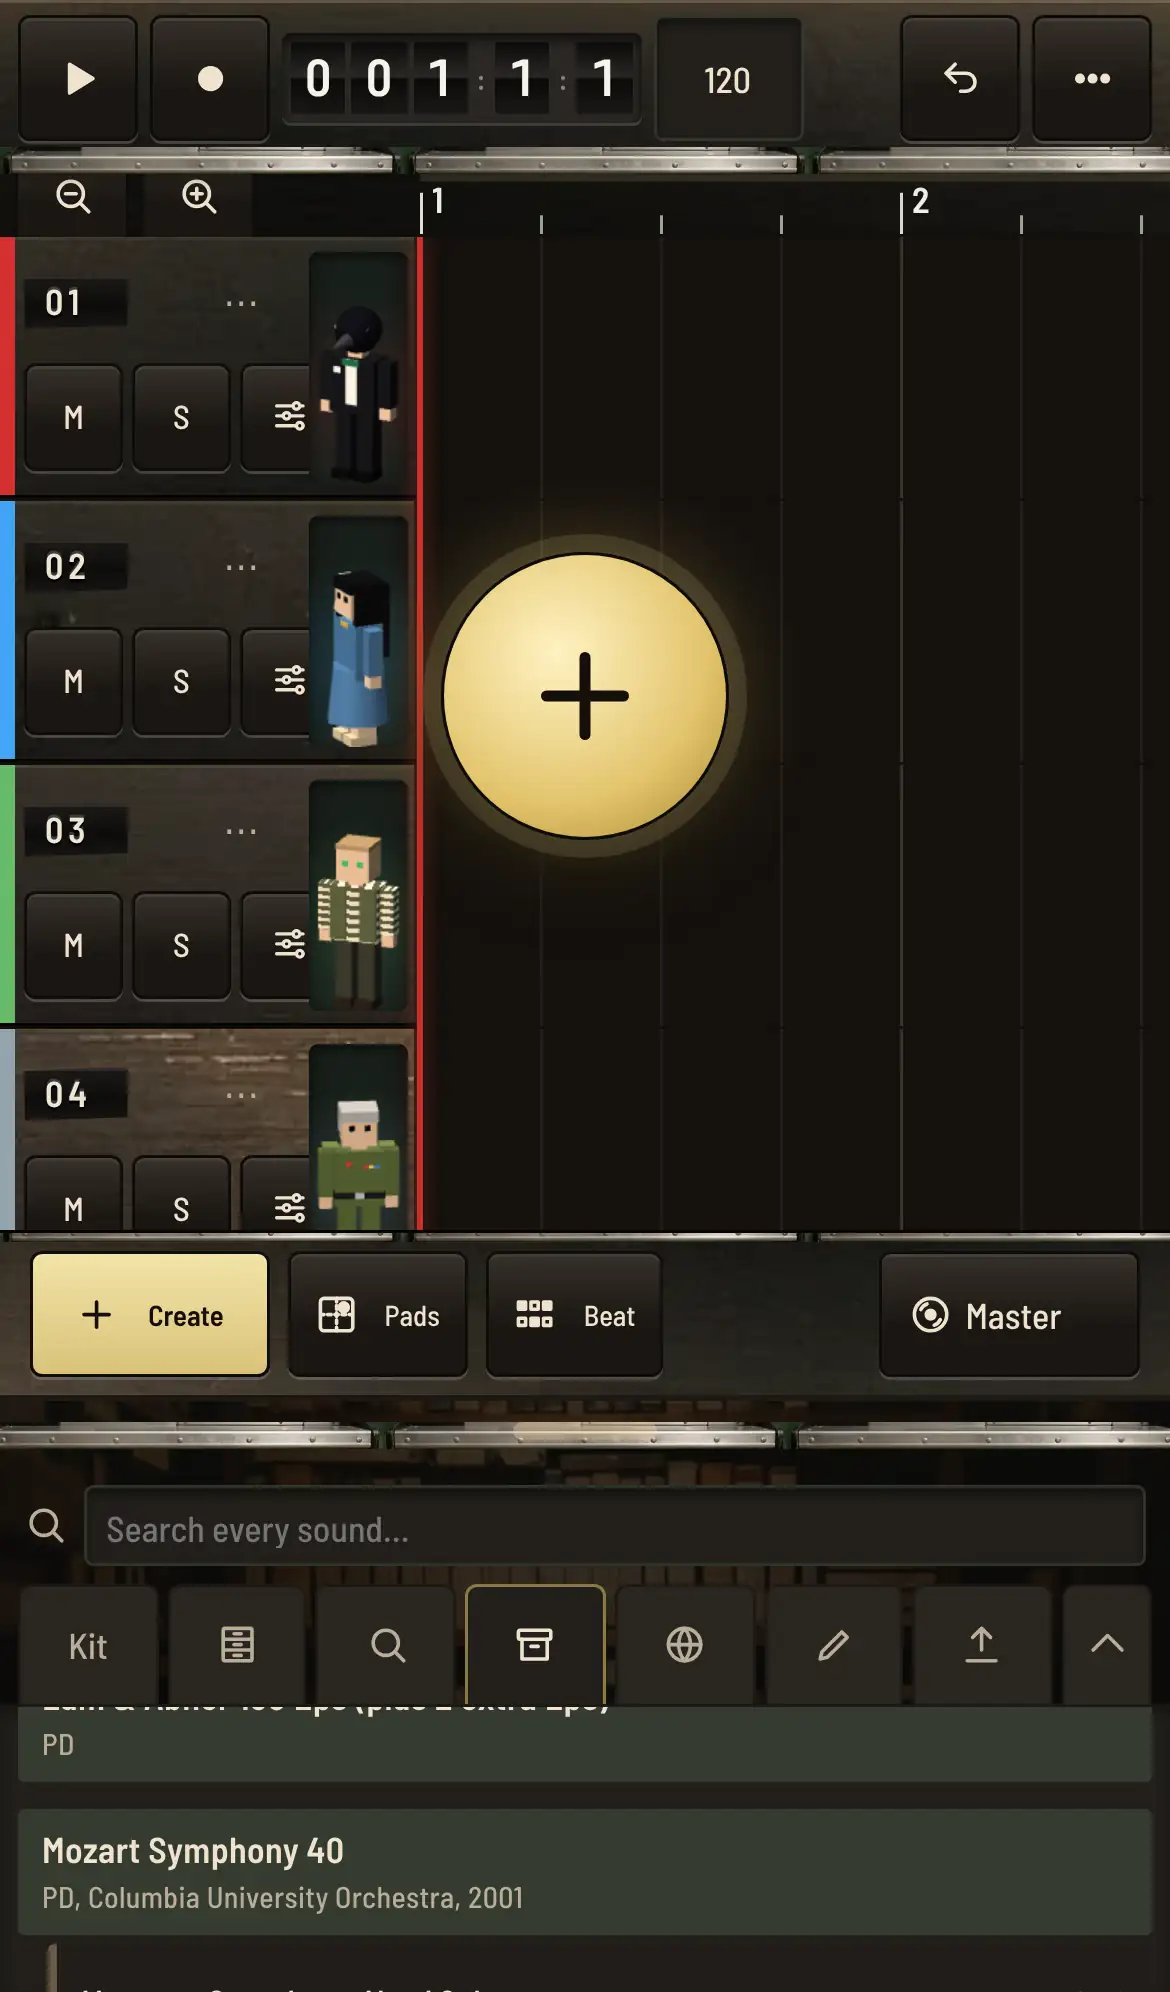 0 0 1 : 1 : 1
120
1
2
01
M S
02
M S
03
M S
04
M S
Create
Pads
Beat
Master
Search every sound...
Kit
PD
Mozart Symphony 40
PD, Columbia University Orchestra, 2001